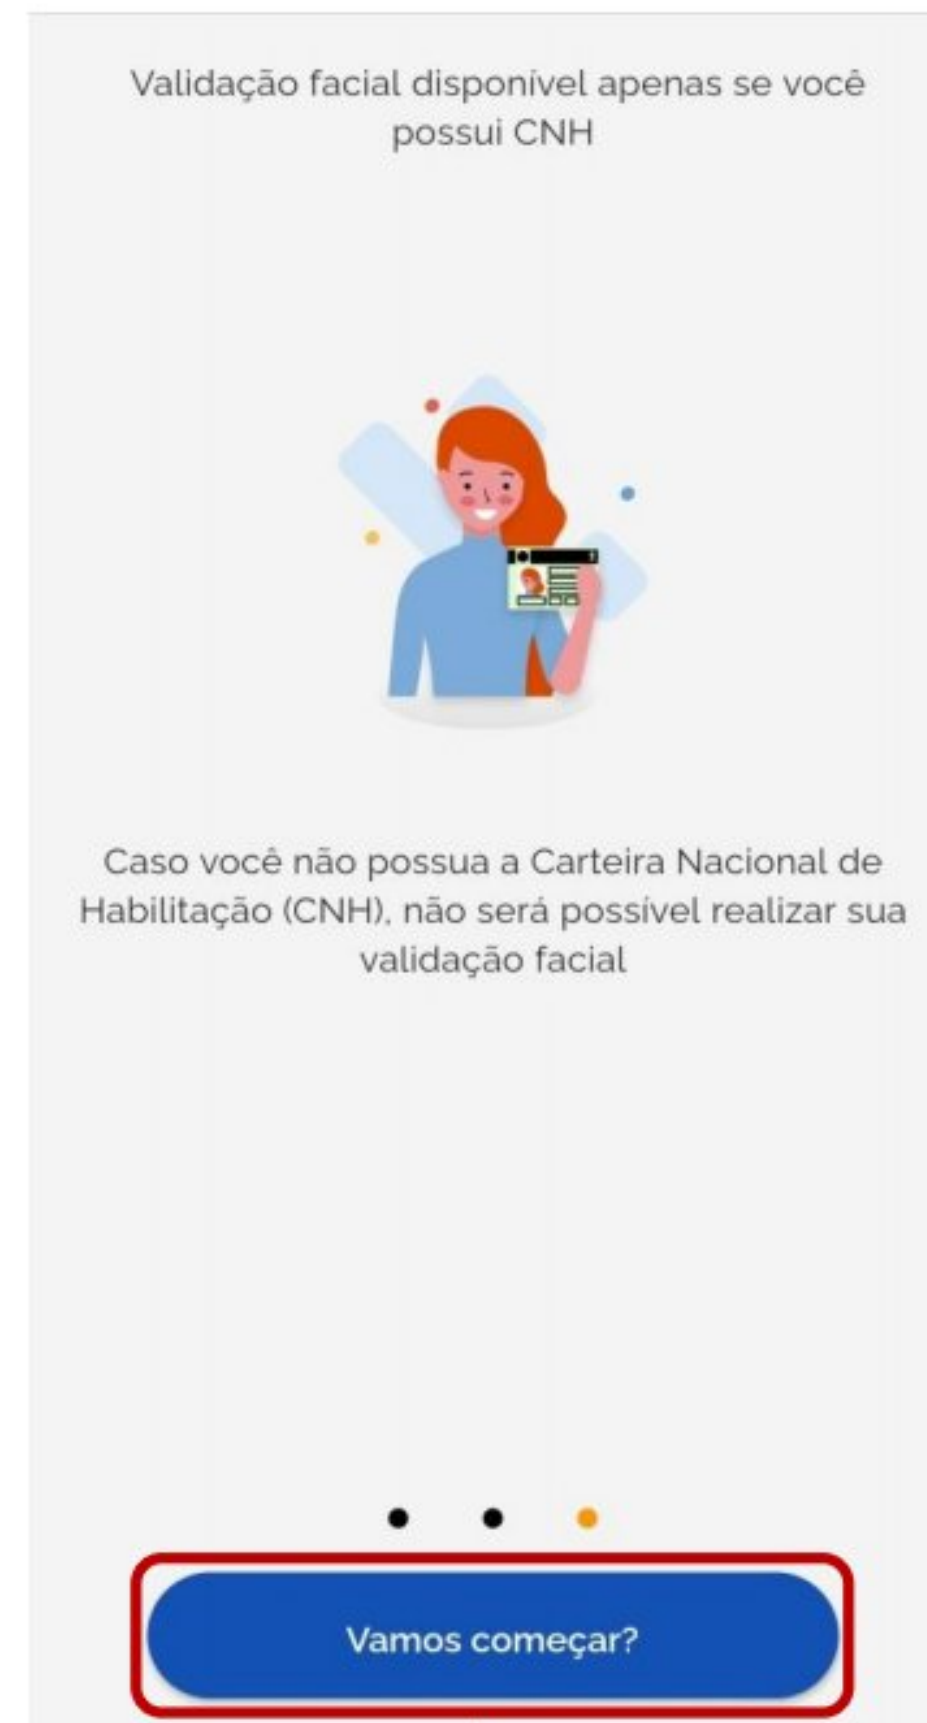 Validação facial disponível apenas se você
possui CNH
Caso você não possua a Carteira Nacional de
Habilitação (CNH), não será possível realizar sua
validação facial
Vamos começar?